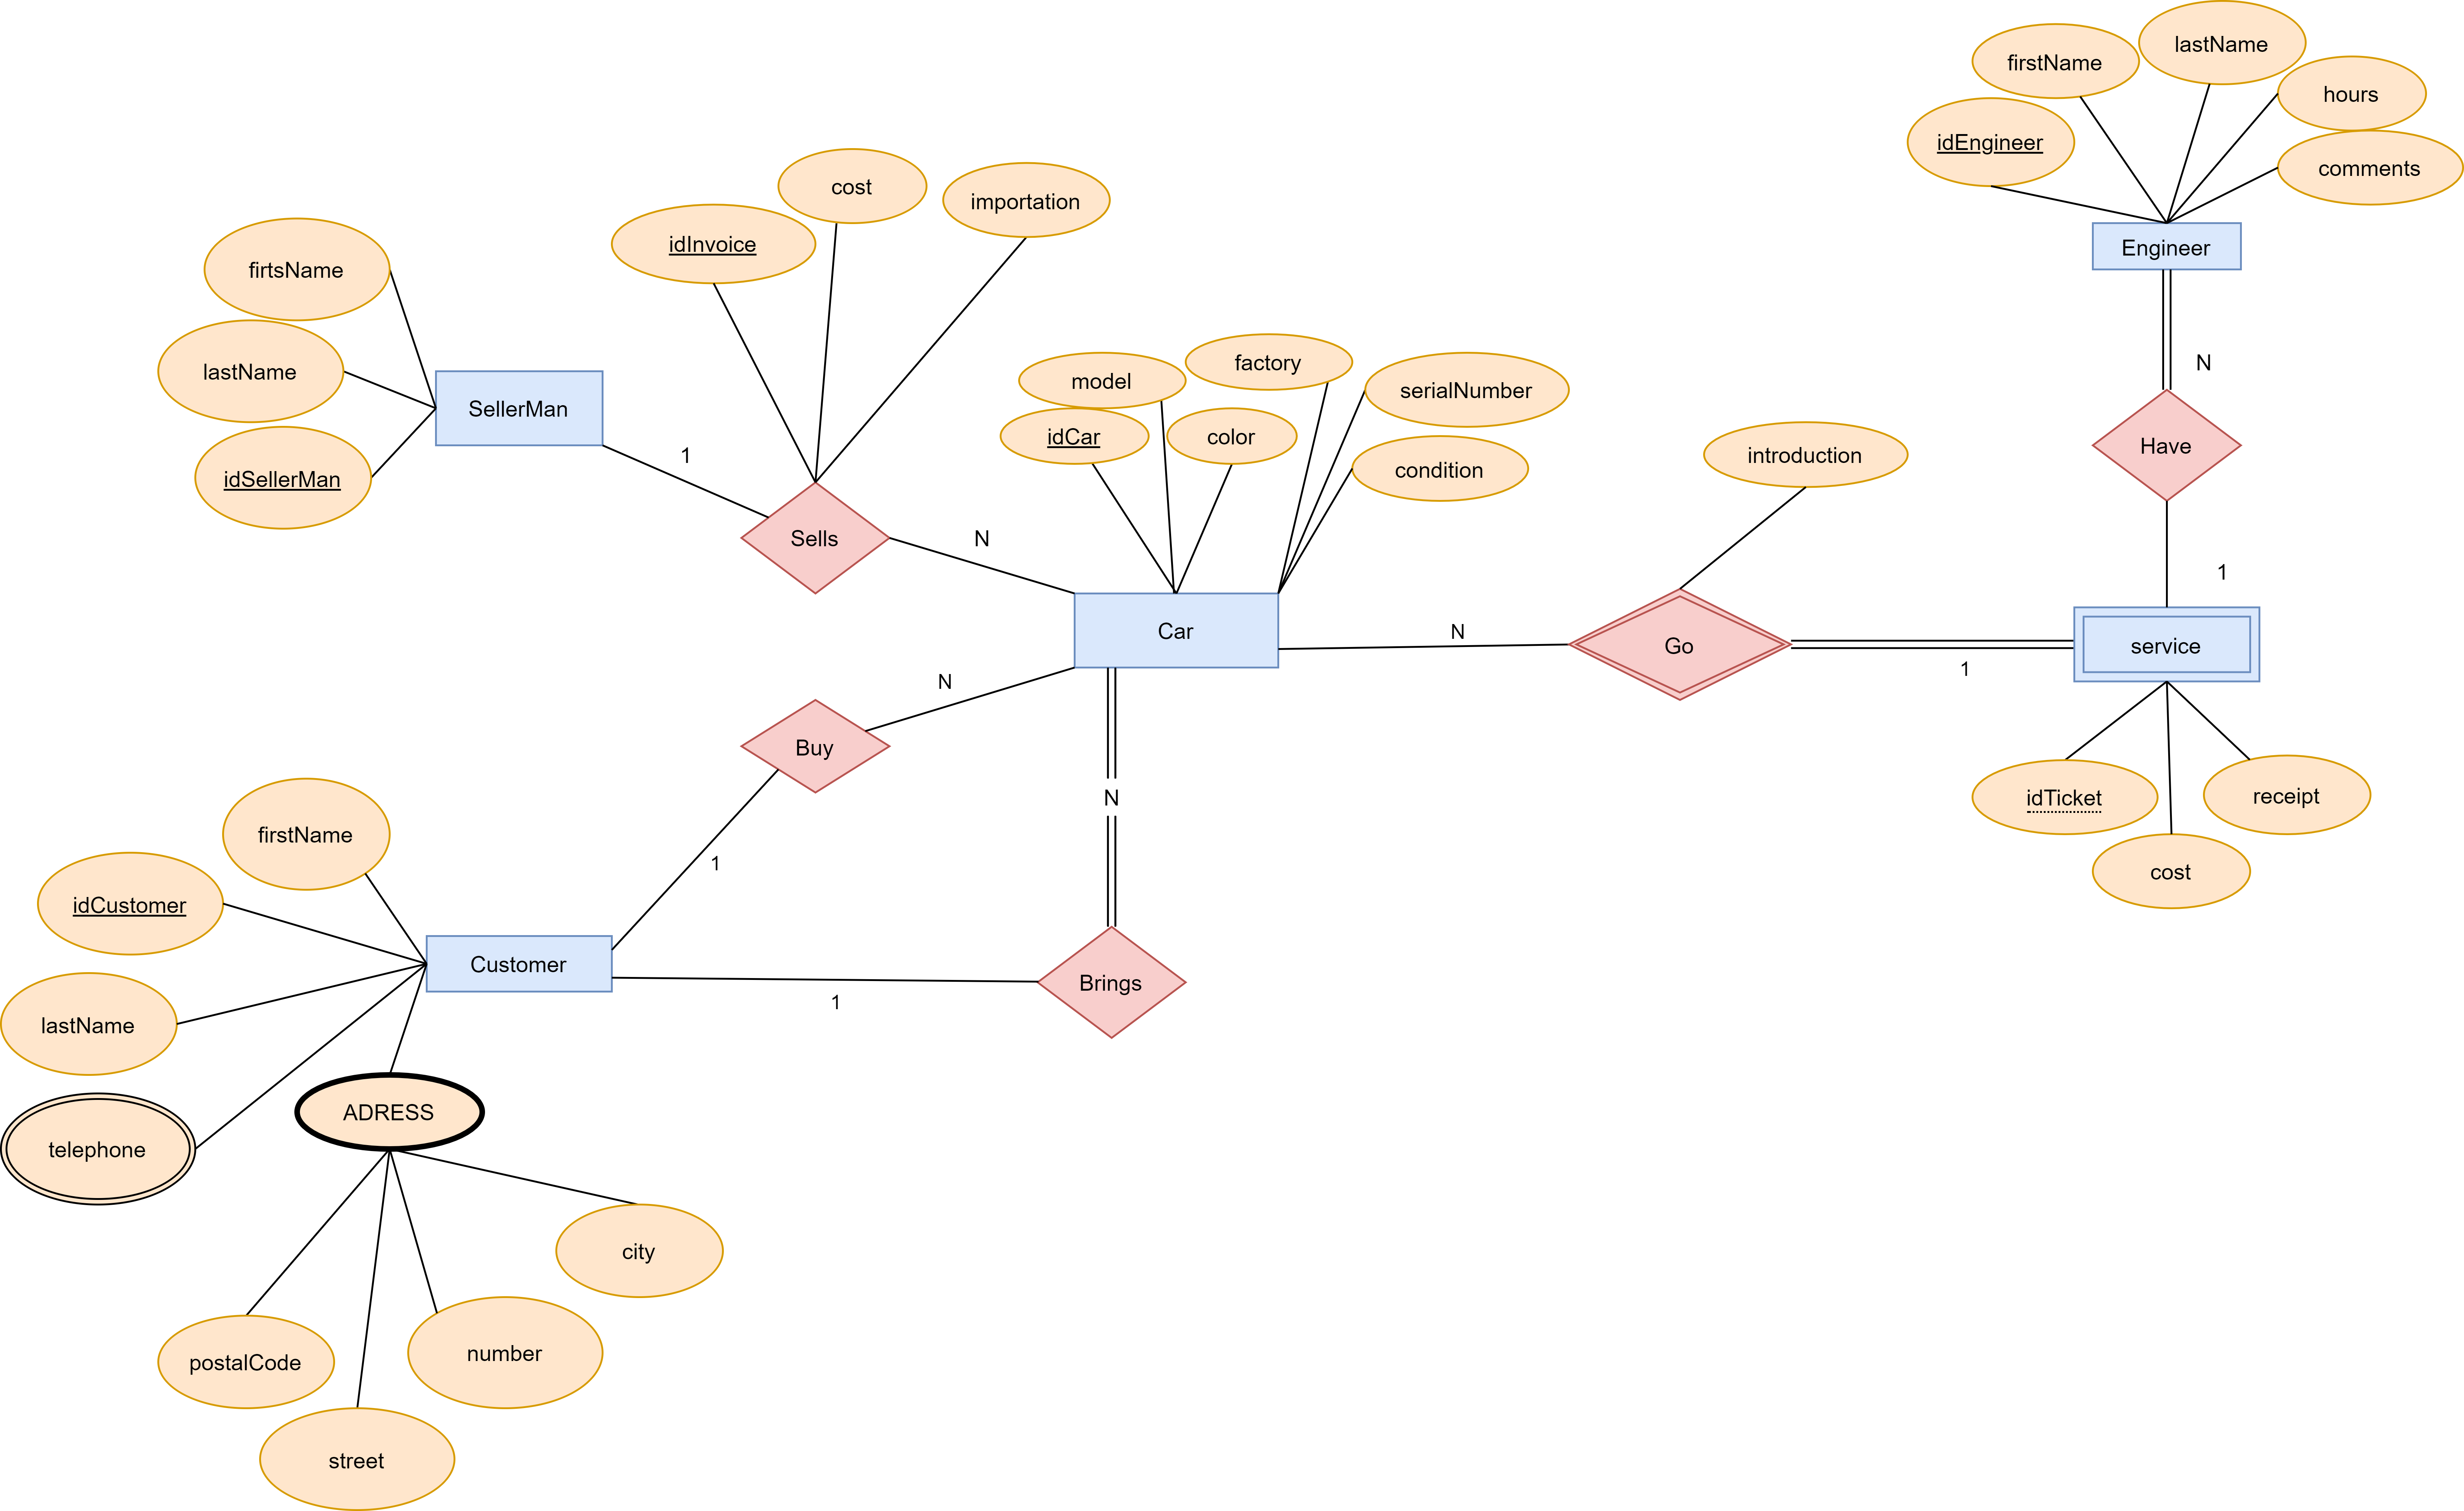 lastName
firstName
hours
idEngineer
comments
cost
importation
idInvoice
Engineer
firtsName
lastName
SellerMan
idSellerMan
factory
model
serialNumber
idCar
color
condition
N
Have
introduction
1
Sells
N
1
Car
N
Go
1
service
N
Buy
1
N
idTicket
receipt
cost
firstName
idCustomer
Customer
1
Brings
lastName
ADRESS
telephone
city
number
postalCode
street